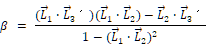 β = ((L⃗₁ · L⃗₃´)(L⃗₁ · L⃗₂) − L⃗₂ · L⃗₃´) / (1 − (L⃗₁ · L⃗₂)²)